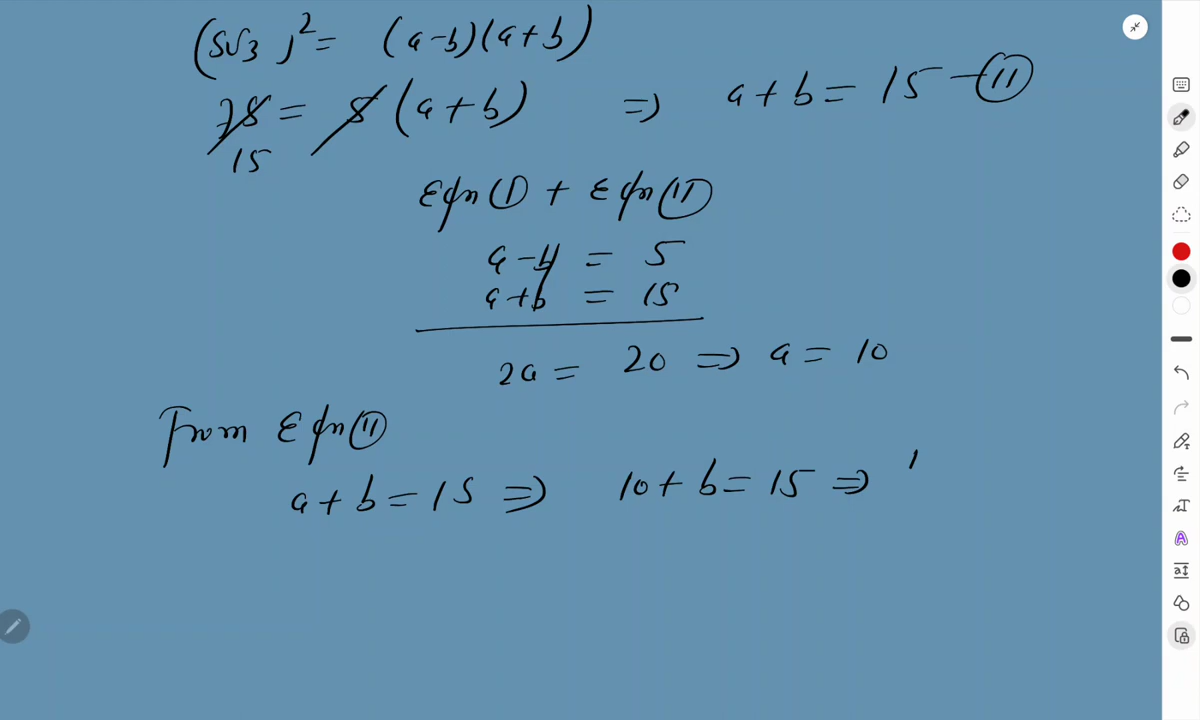 (5√3)² = (a-b)(a+b)
75 = 5(a+b) ⇒ a+b = 15 —(II)
15
Eqn(I) + Eqn(II)
a-b = 5
a+b = 15
2a = 20 ⇒ a = 10
From Eqn(II)
a+b=15 ⇒ 10+b=15 ⇒